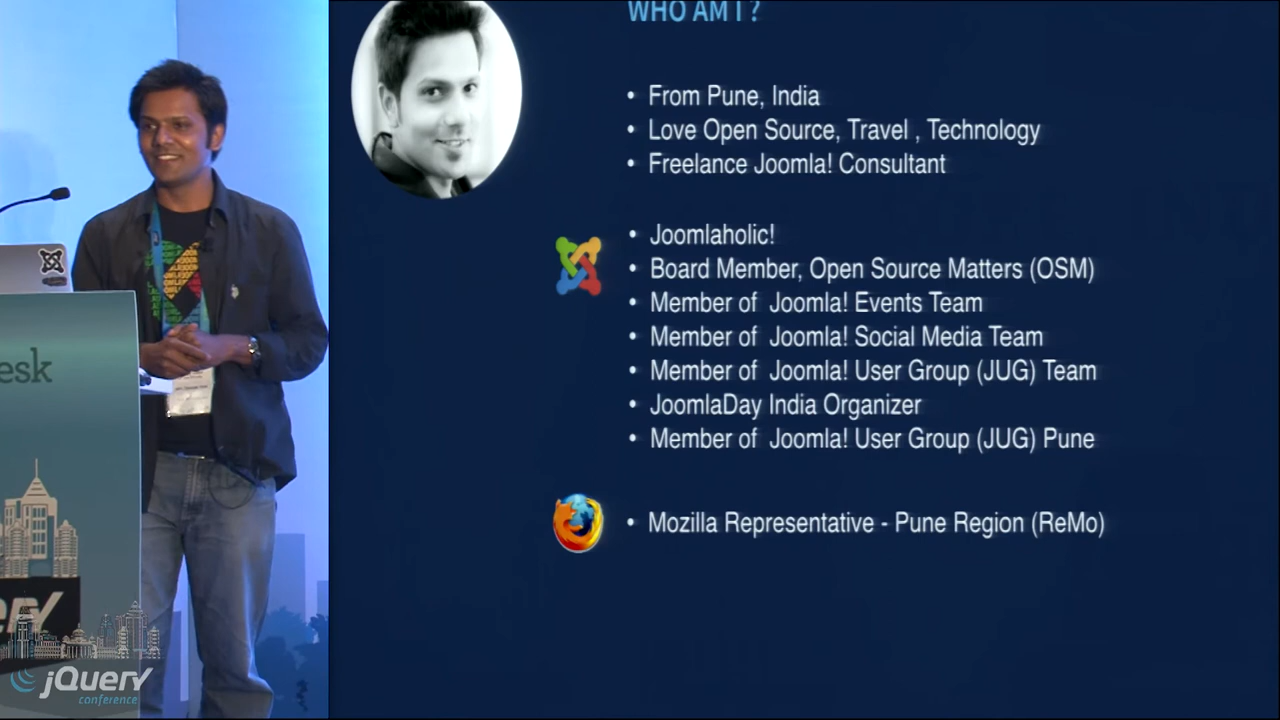 WHO AM I ?
• From Pune, India
• Love Open Source, Travel , Technology
• Freelance Joomla! Consultant
• Joomlaholic!
• Board Member, Open Source Matters (OSM)
• Member of Joomla! Events Team
• Member of Joomla! Social Media Team
• Member of Joomla! User Group (JUG) Team
• JoomlaDay India Organizer
• Member of Joomla! User Group (JUG) Pune
• Mozilla Representative - Pune Region (ReMo)
esk
ery
jQuery
conference